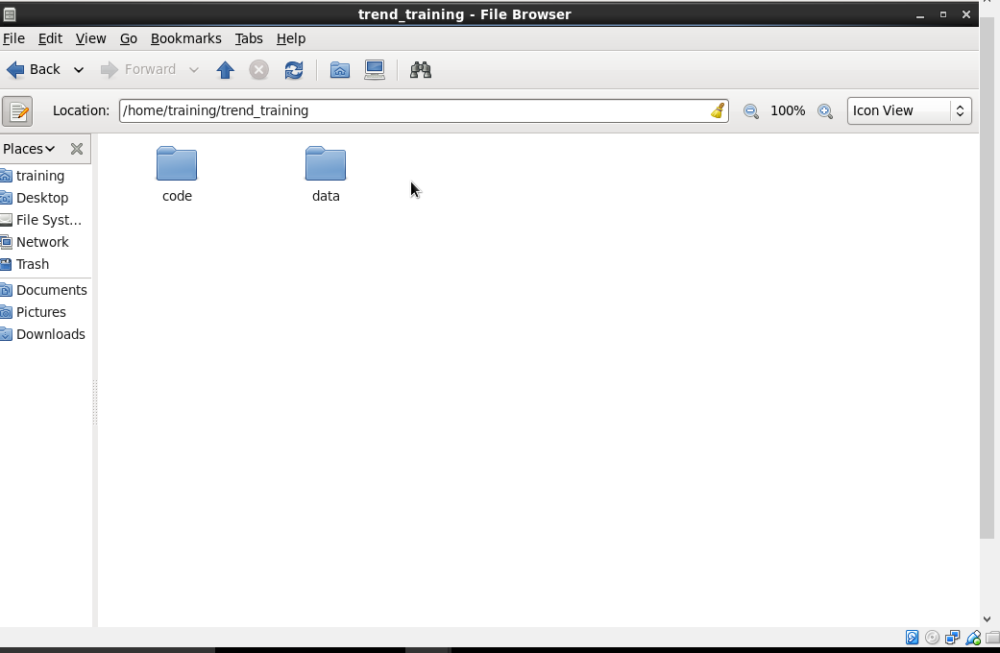 trend_training - File Browser
File Edit View Go Bookmarks Tabs Help
Back Forward
Location: /home/training/trend_training 100% Icon View
Places
code data
training
Desktop
File Syst...
Network
Trash
Documents
Pictures
Downloads